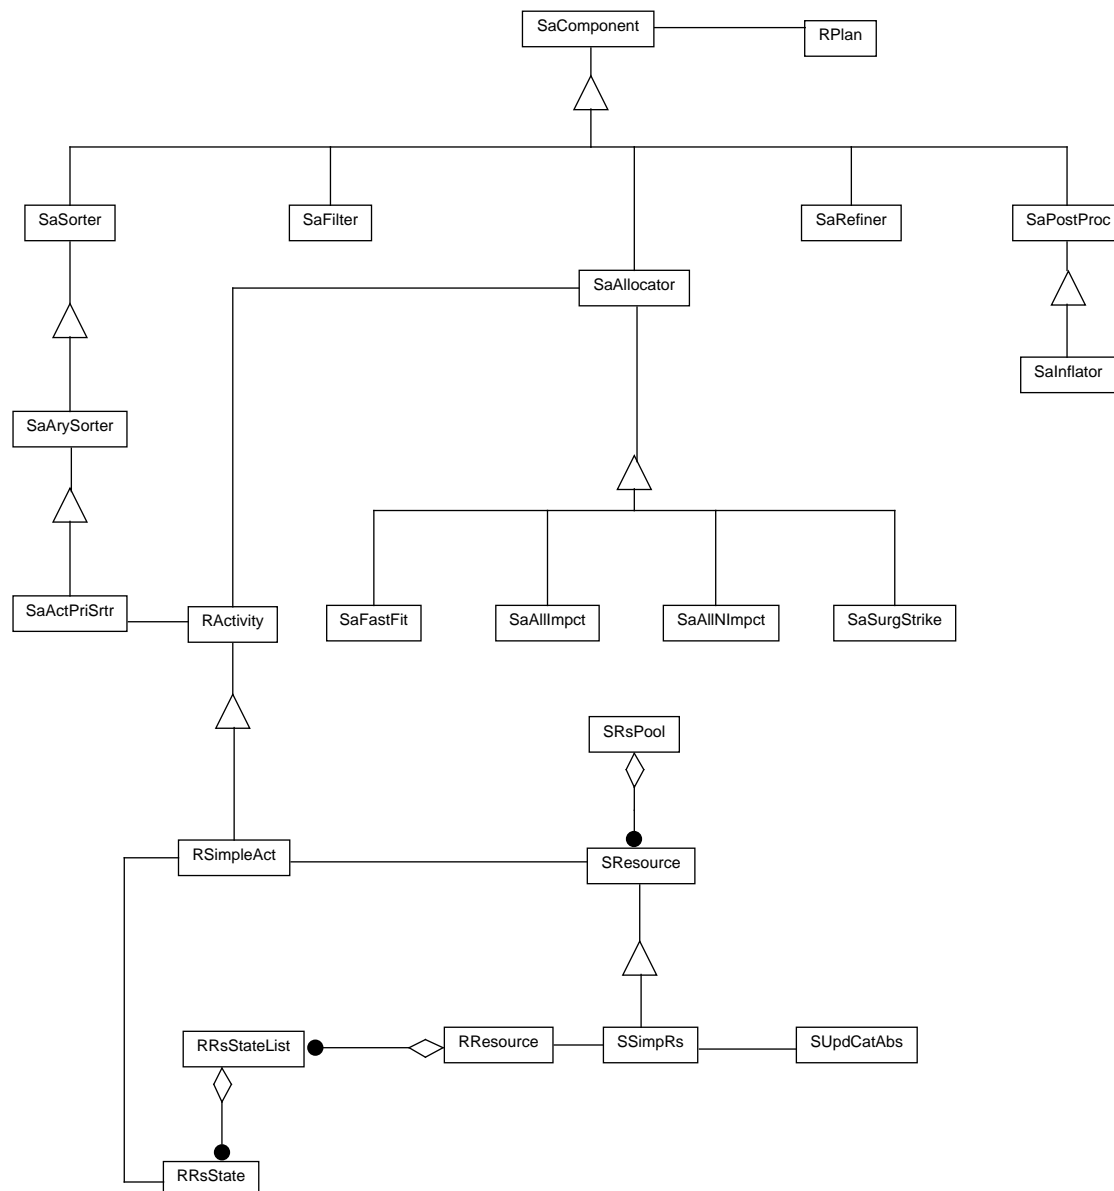 SaComponent
RPlan
SaSorter
SaFilter
SaRefiner
SaPostProc
SaAllocator
SaInflator
SaArySorter
SaActPriSrtr
RActivity
SaFastFit
SaAllImpct
SaAllNImpct
SaSurgStrike
SRsPool
RSimpleAct
SResource
RRsStateList
RResource
SSimpRs
SUpdCatAbs
RRsState